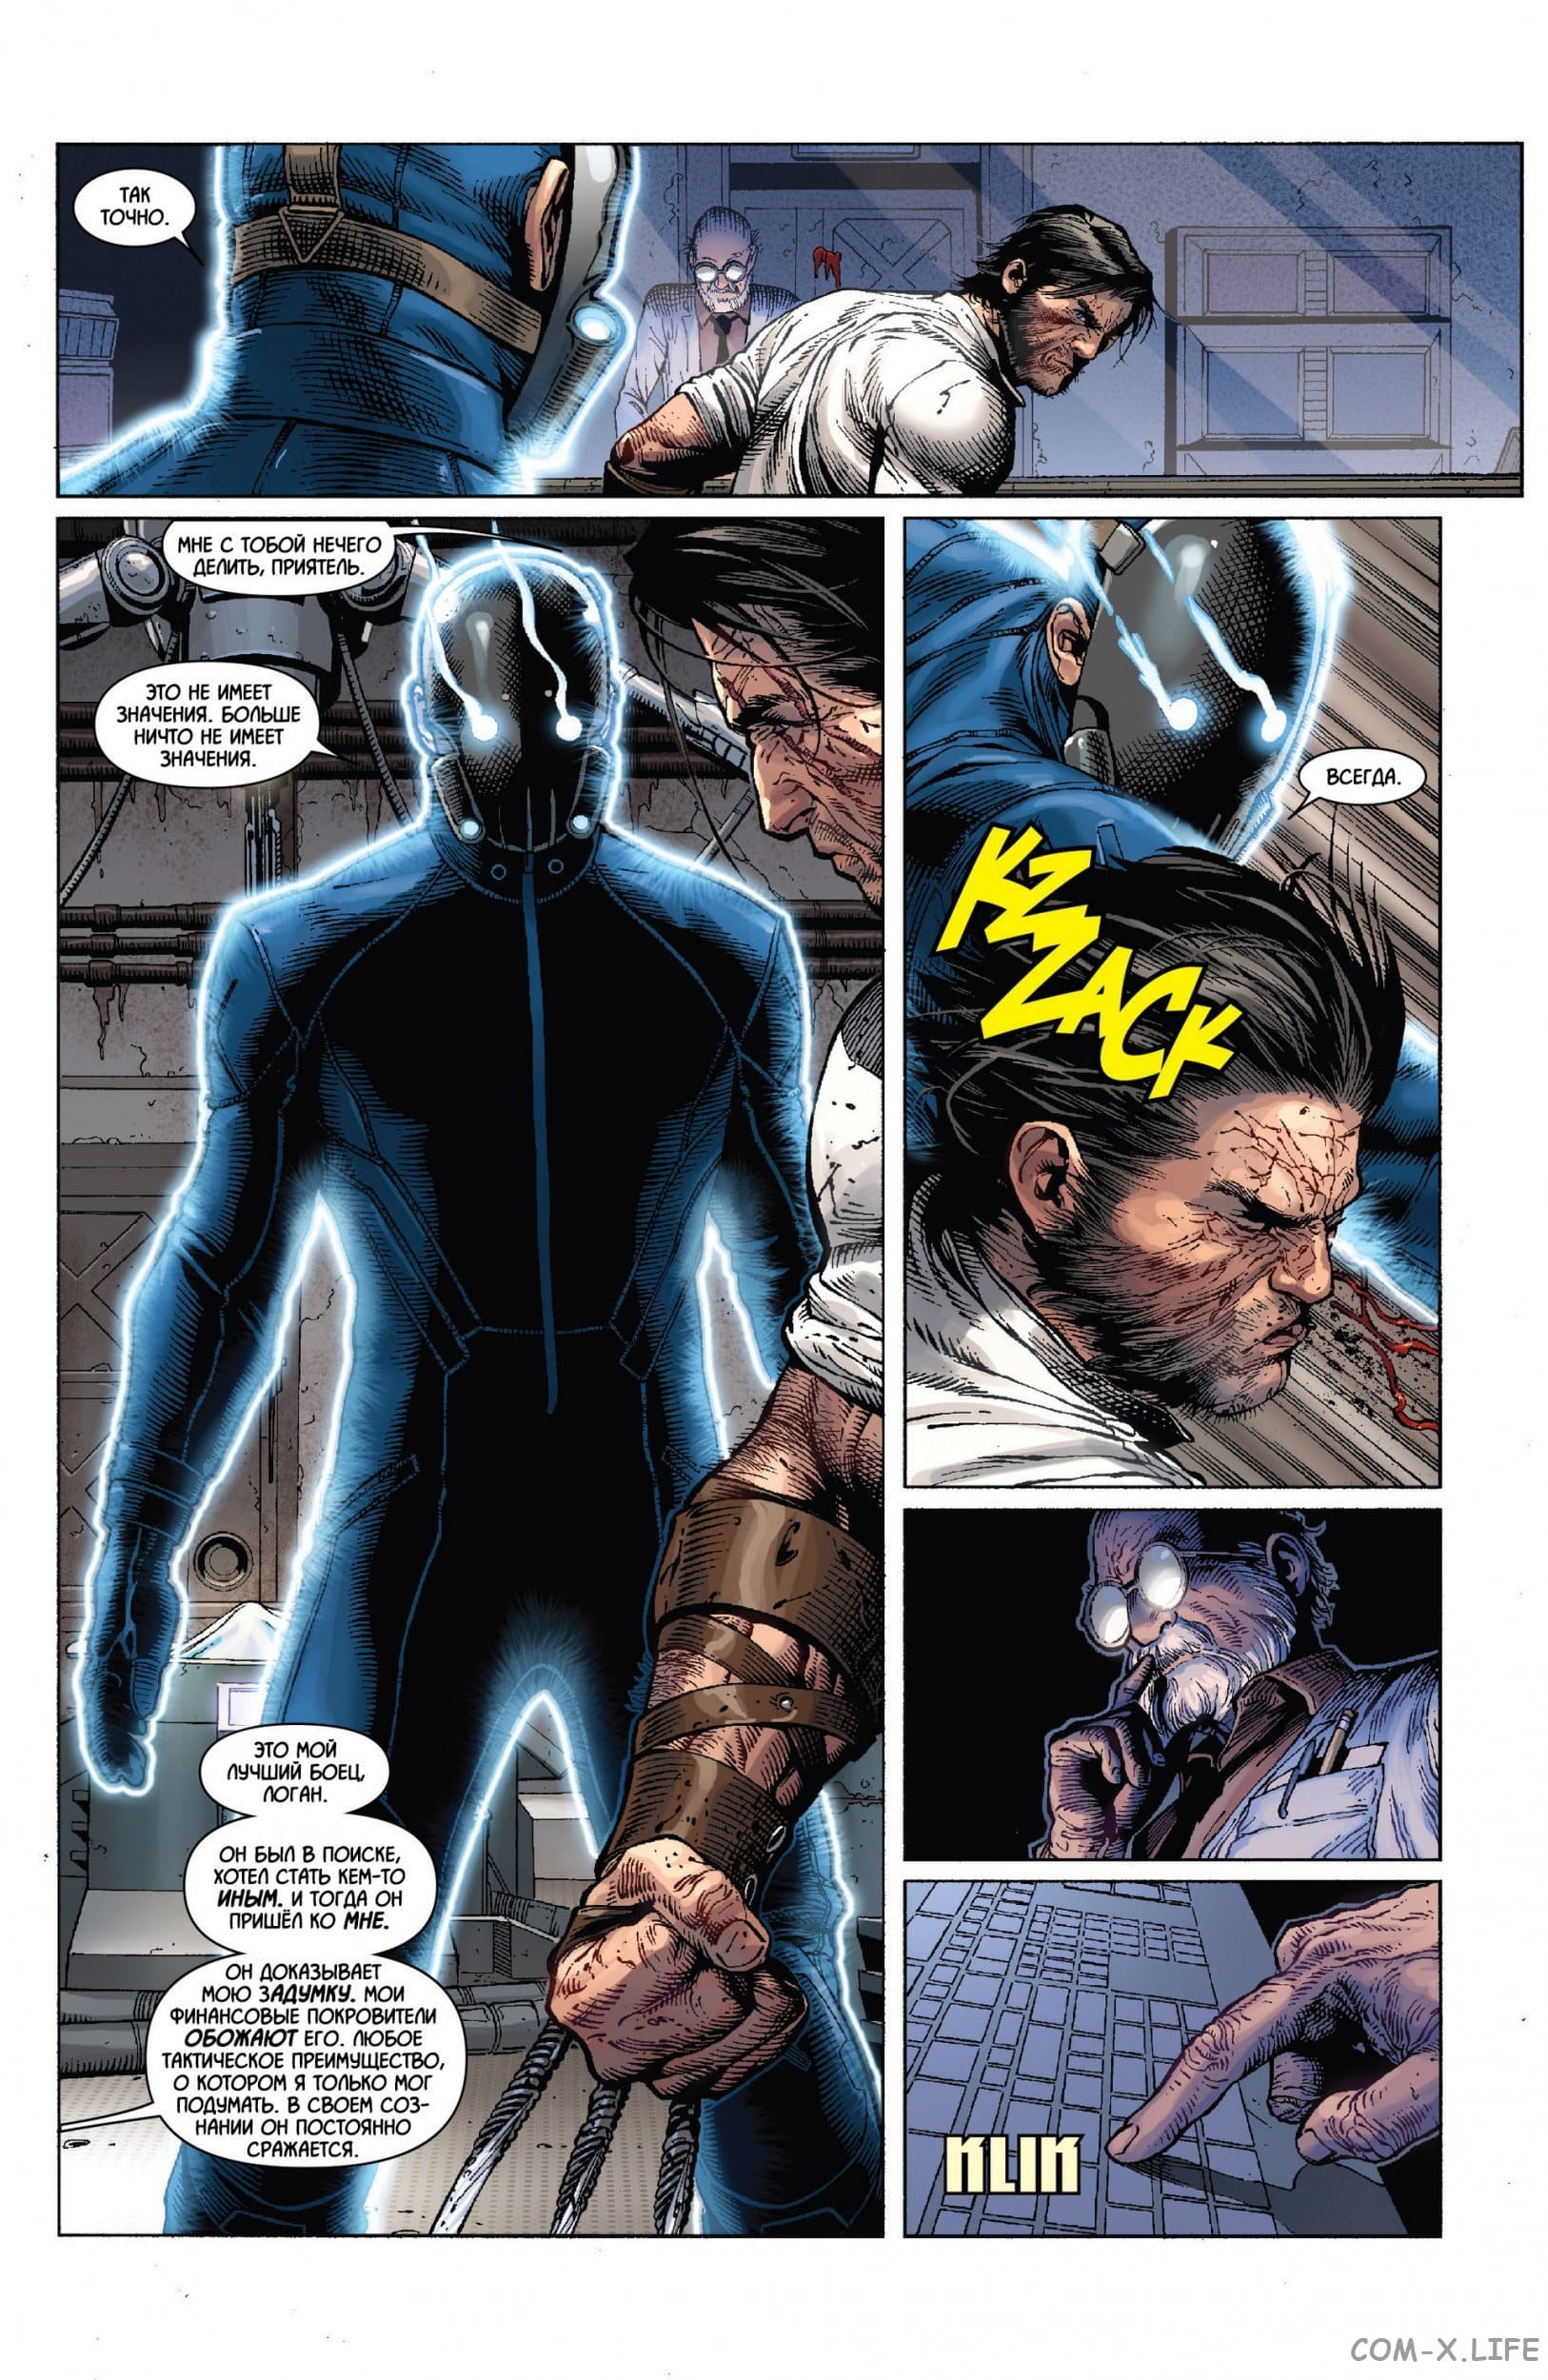 ТАК
ТОЧНО.
МНЕ С ТОБОЙ НЕЧЕГО
ДЕЛИТЬ, ПРИЯТЕЛЬ.
ЭТО НЕ ИМЕЕТ
ЗНАЧЕНИЯ. БОЛЬШЕ
НИЧТО НЕ ИМЕЕТ
ЗНАЧЕНИЯ.
ЭТО МОЙ
ЛУЧШИЙ БОЕЦ,
ЛОГАН.
ОН БЫЛ В ПОИСКЕ,
ХОТЕЛ СТАТЬ КЕМ-ТО
ИНЫМ. И ТОГДА ОН
ПРИШЁЛ КО МНЕ.
ОН ДОКАЗЫВАЕТ
МОЮ ЗАДУМКУ. МОИ
ФИНАНСОВЫЕ ПОКРОВИТЕЛИ
ОБОЖАЮТ ЕГО. ЛЮБОЕ
ТАКТИЧЕСКОЕ ПРЕИМУЩЕСТВО,
О КОТОРОМ Я ТОЛЬКО МОГ
ПОДУМАТЬ. В СВОЕМ СОЗ-
НАНИИ ОН ПОСТОЯННО
СРАЖАЕТСЯ.
ВСЕГДА.
KZZZACK
KLIK
COM-X.LIFE